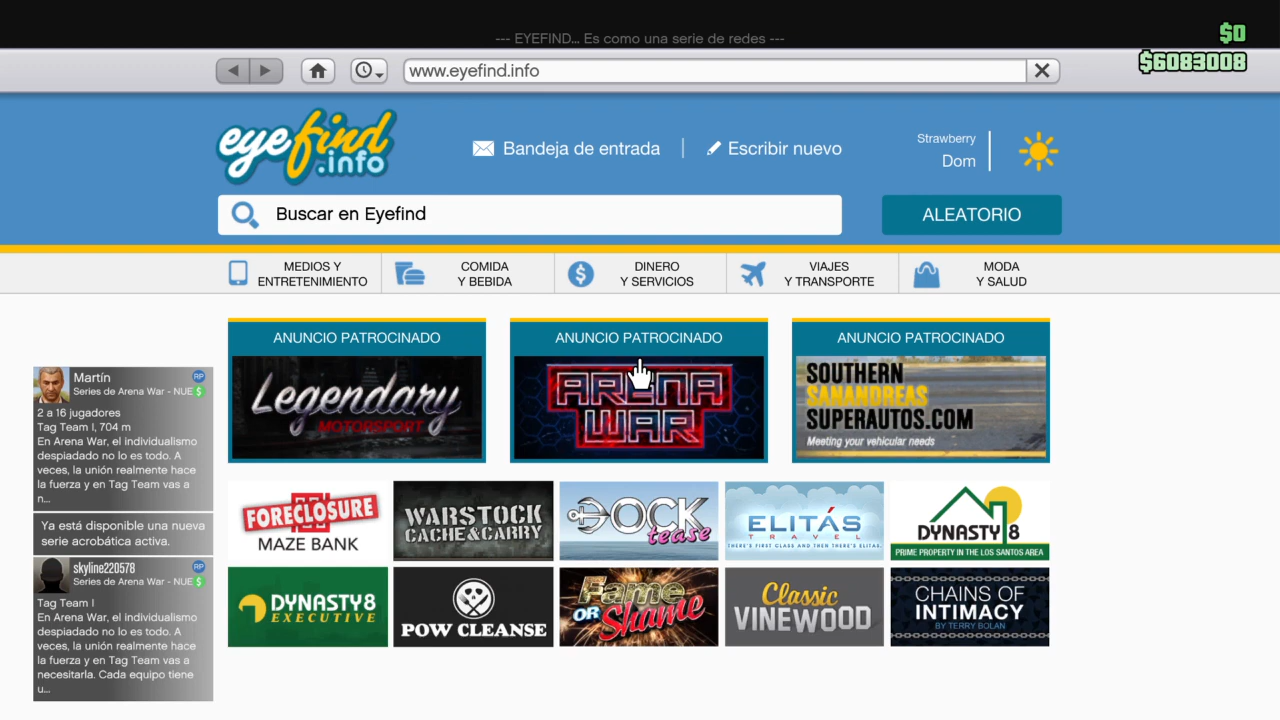 --- EYEFIND... Es como una serie de redes ---
$0
$6083008
www.eyefind.info
eyefind
.info
Bandeja de entrada
Escribir nuevo
Strawberry
Dom
Buscar en Eyefind
ALEATORIO
MEDIOS Y
ENTRETENIMIENTO
COMIDA
Y BEBIDA
DINERO
Y SERVICIOS
VIAJES
Y TRANSPORTE
MODA
Y SALUD
ANUNCIO PATROCINADO
Legendary
MOTORSPORT
ANUNCIO PATROCINADO
ARENA
WAR
ANUNCIO PATROCINADO
SOUTHERN
SANANDREAS
SUPERAUTOS.COM
Meeting your vehicular needs
Martín
RP
Series de Arena War - NUE $
2 a 16 jugadores
Tag Team I, 704 m
En Arena War, el individualismo
despiadado no lo es todo. A
veces, la unión realmente hace
la fuerza y en Tag Team vas a
n...
Ya está disponible una nueva
serie acrobática activa.
skyline220578
RP
Series de Arena War - NUE $
Tag Team I
En Arena War, el individualismo
despiadado no lo es todo. A
veces, la unión realmente hace
la fuerza y en Tag Team vas a
necesitarla. Cada equipo tiene
u...
FORECLOSURE
MAZE BANK
WARSTOCK
CACHE&CARRY
DOCK
tease
ELITÁS
TRAVEL
THERE'S FIRST CLASS AND THEN THERE'S ELITAS.
DYNASTY 8
PRIME PROPERTY IN THE LOS SANTOS AREA
DYNASTY8
EXECUTIVE
POW CLEANSE
Fame
OR Shame
Classic
VINEWOOD
CHAINS OF
INTIMACY
BY TERRY BOLAN